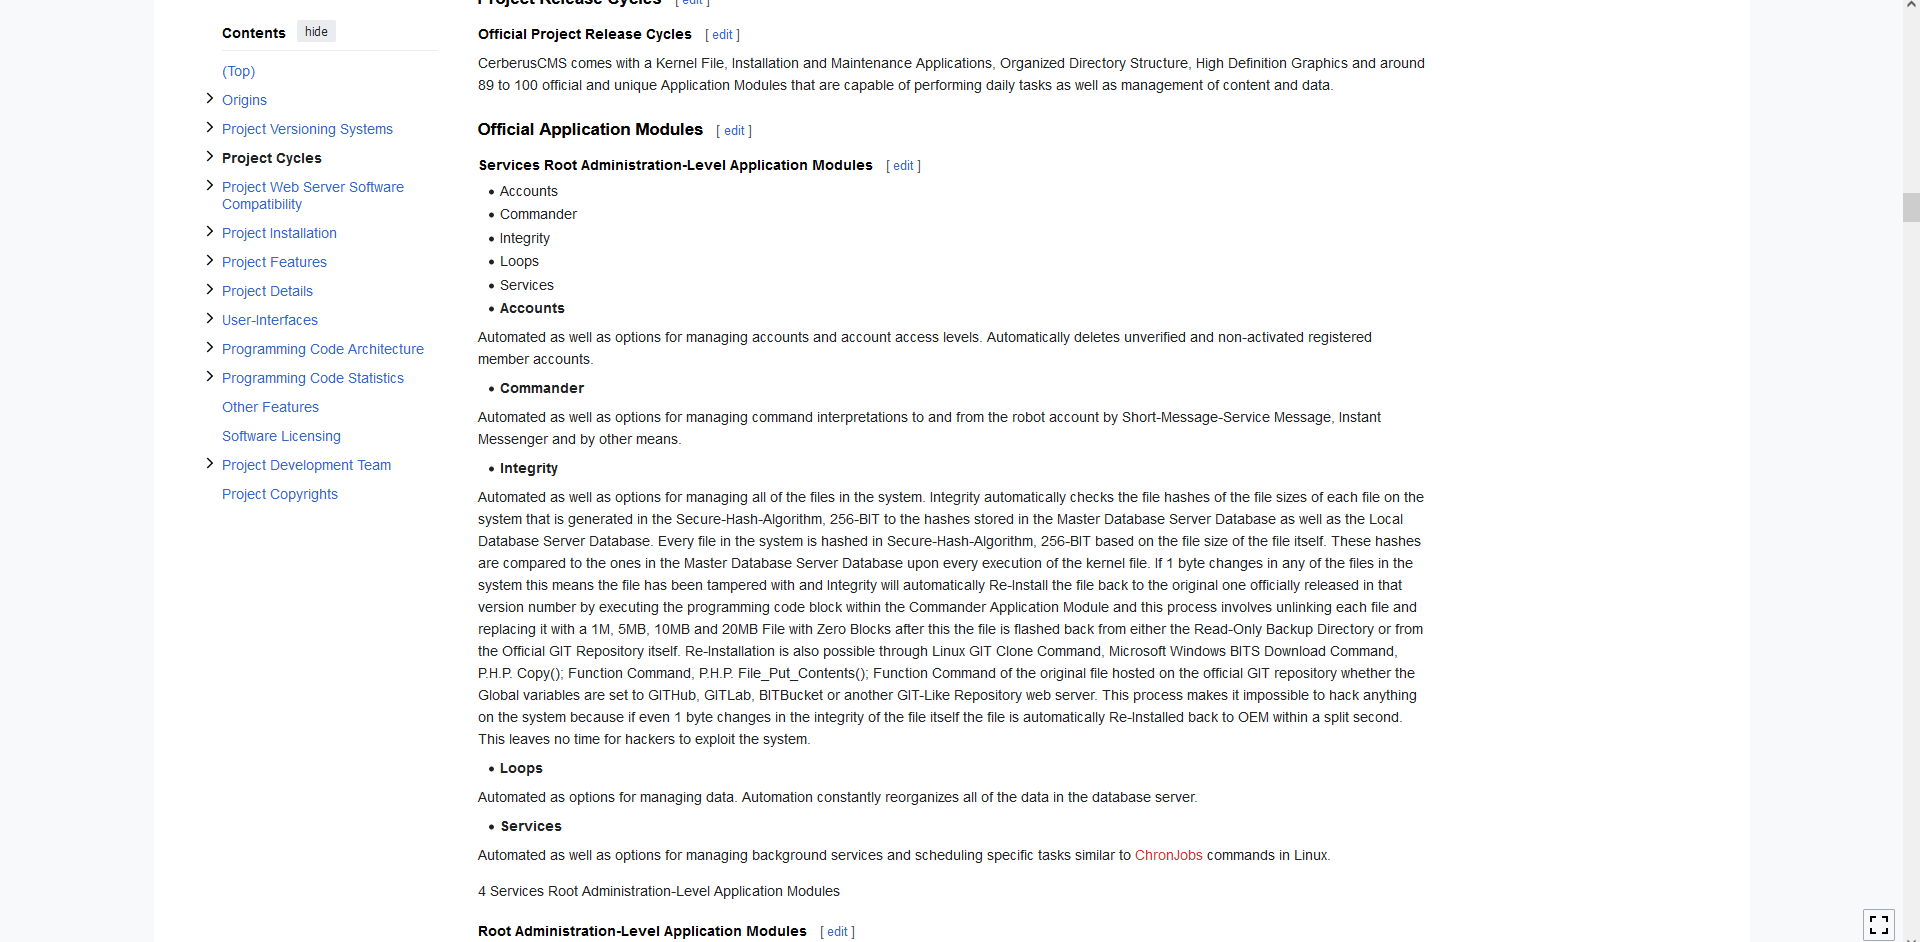 Contents hide
(Top)
Origins
Project Versioning Systems
Project Cycles
Project Web Server Software
Compatibility
Project Installation
Project Features
Project Details
User-Interfaces
Programming Code Architecture
Programming Code Statistics
Other Features
Software Licensing
Project Development Team
Project Copyrights
Project Release Cycles [ edit ]
Official Project Release Cycles [ edit ]
CerberusCMS comes with a Kernel File, Installation and Maintenance Applications, Organized Directory Structure, High Definition Graphics and around
89 to 100 official and unique Application Modules that are capable of performing daily tasks as well as management of content and data.
Official Application Modules [ edit ]
Services Root Administration-Level Application Modules [ edit ]
• Accounts
• Commander
• Integrity
• Loops
• Services
• Accounts
Automated as well as options for managing accounts and account access levels. Automatically deletes unverified and non-activated registered
member accounts.
• Commander
Automated as well as options for managing command interpretations to and from the robot account by Short-Message-Service Message, Instant
Messenger and by other means.
• Integrity
Automated as well as options for managing all of the files in the system. Integrity automatically checks the file hashes of the file sizes of each file on the
system that is generated in the Secure-Hash-Algorithm, 256-BIT to the hashes stored in the Master Database Server Database as well as the Local
Database Server Database. Every file in the system is hashed in Secure-Hash-Algorithm, 256-BIT based on the file size of the file itself. These hashes
are compared to the ones in the Master Database Server Database upon every execution of the kernel file. If 1 byte changes in any of the files in the
system this means the file has been tampered with and Integrity will automatically Re-Install the file back to the original one officially released in that
version number by executing the programming code block within the Commander Application Module and this process involves unlinking each file and
replacing it with a 1M, 5MB, 10MB and 20MB File with Zero Blocks after this the file is flashed back from either the Read-Only Backup Directory or from
the Official GIT Repository itself. Re-Installation is also possible through Linux GIT Clone Command, Microsoft Windows BITS Download Command,
P.H.P. Copy(); Function Command, P.H.P. File_Put_Contents(); Function Command of the original file hosted on the official GIT repository whether the
Global variables are set to GITHub, GITLab, BITBucket or another GIT-Like Repository web server. This process makes it impossible to hack anything
on the system because if even 1 byte changes in the integrity of the file itself the file is automatically Re-Installed back to OEM within a split second.
This leaves no time for hackers to exploit the system.
• Loops
Automated as options for managing data. Automation constantly reorganizes all of the data in the database server.
• Services
Automated as well as options for managing background services and scheduling specific tasks similar to ChronJobs commands in Linux.
4 Services Root Administration-Level Application Modules
Root Administration-Level Application Modules [ edit ]